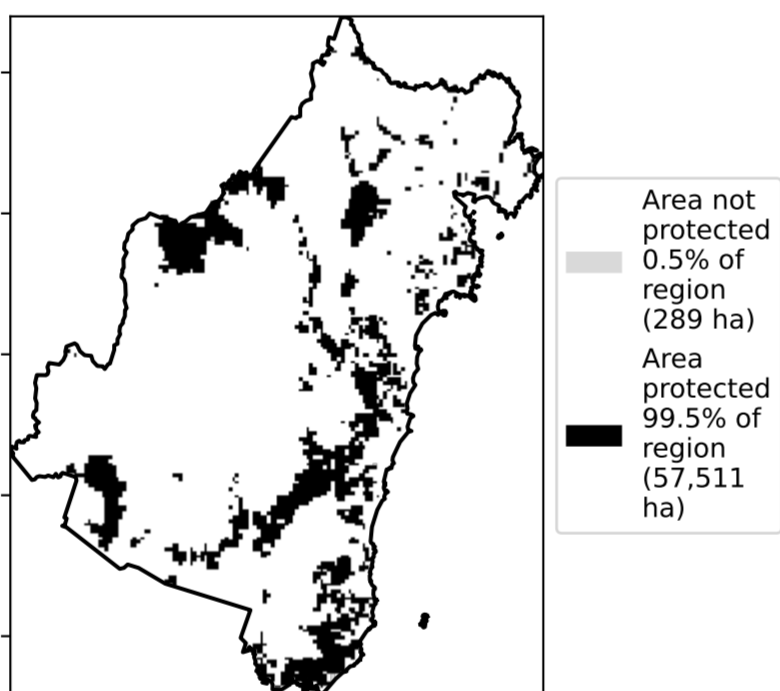 Area not
protected
0.5% of
region
(289 ha)
Area
protected
99.5% of
region
(57,511
ha)